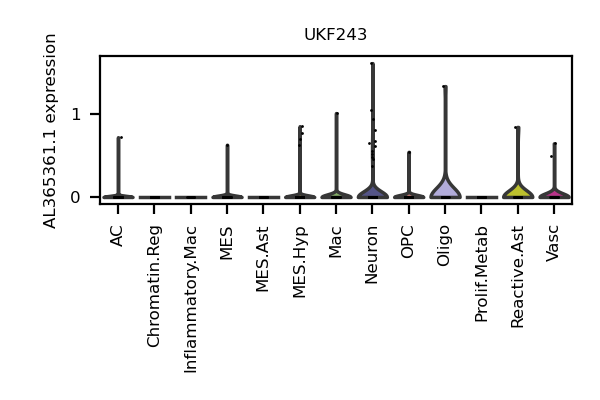 UKF243
AL365361.1 expression
1
0
AC
Chromatin.Reg
Inflammatory.Mac
MES
MES.Ast
MES.Hyp
Mac
Neuron
OPC
Oligo
Prolif.Metab
Reactive.Ast
Vasc